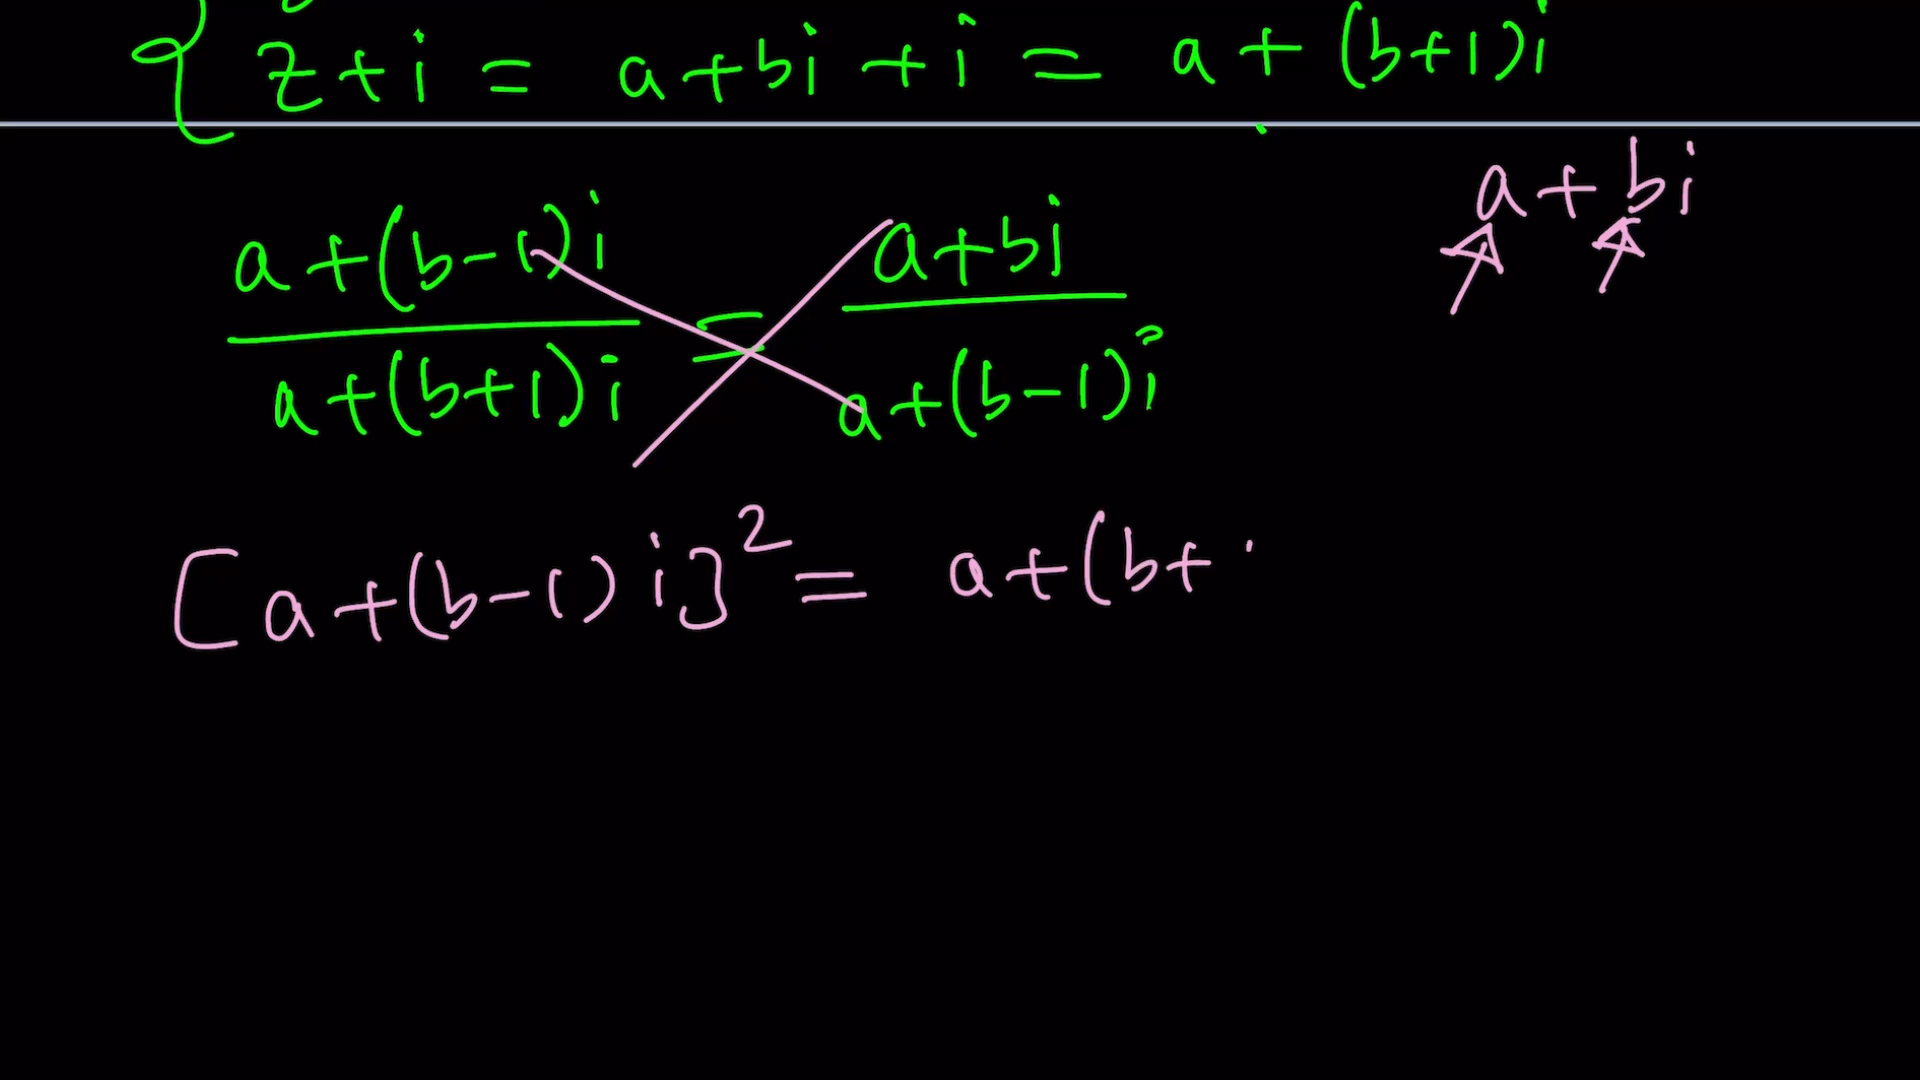 z + i = a + bi + i = a + (b+1)i
a + bi
a + (b-1)i = a + bi
a + (b+1)i a + (b-1)i
[a + (b-1)i]² = a + (b+